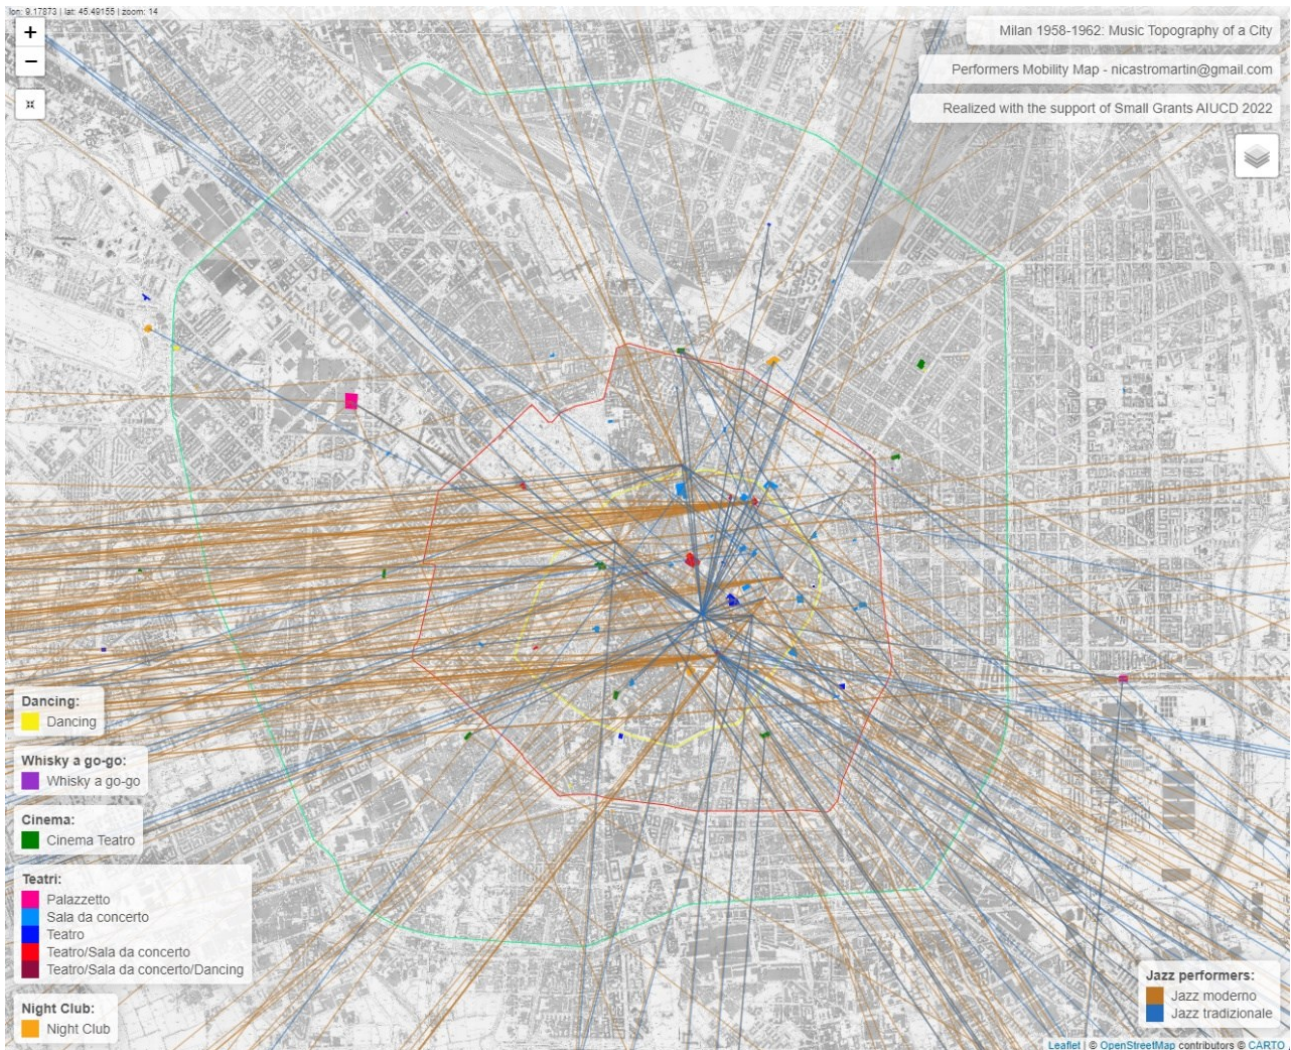 lon: 9.17873 | lat: 45.49155 | zoom: 14
+
−
Milan 1958-1962: Music Topography of a City
Performers Mobility Map - nicastromartin@gmail.com
Realized with the support of Small Grants AIUCD 2022
Dancing:
Dancing
Whisky a go-go:
Whisky a go-go
Cinema:
Cinema Teatro
Teatri:
Palazzetto
Sala da concerto
Teatro
Teatro/Sala da concerto
Teatro/Sala da concerto/Dancing
Night Club:
Night Club
Jazz performers:
Jazz moderno
Jazz tradizionale
Leaflet | © OpenStreetMap contributors © CARTO